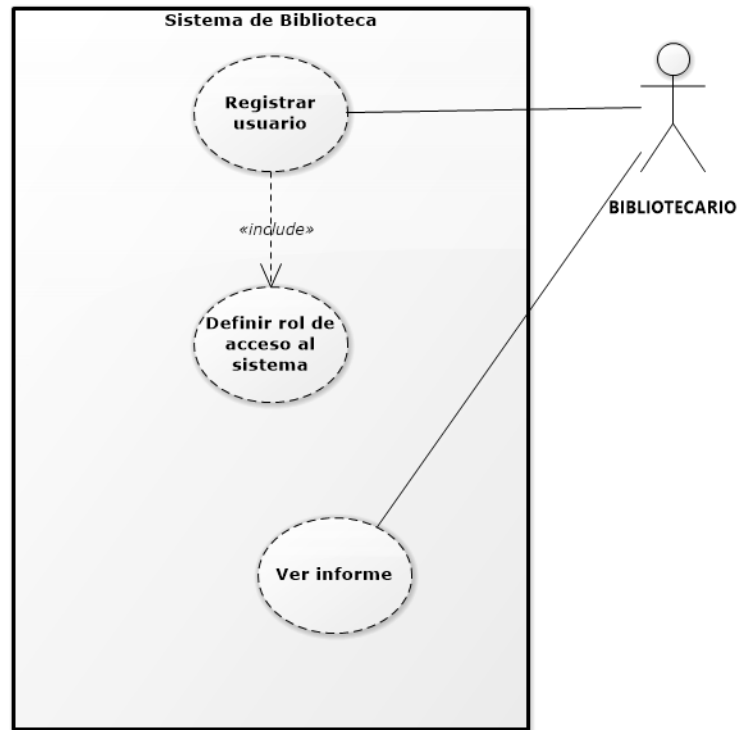 Sistema de Biblioteca
Registrar
usuario
BIBLIOTECARIO
«include»
Definir rol de
acceso al
sistema
Ver informe